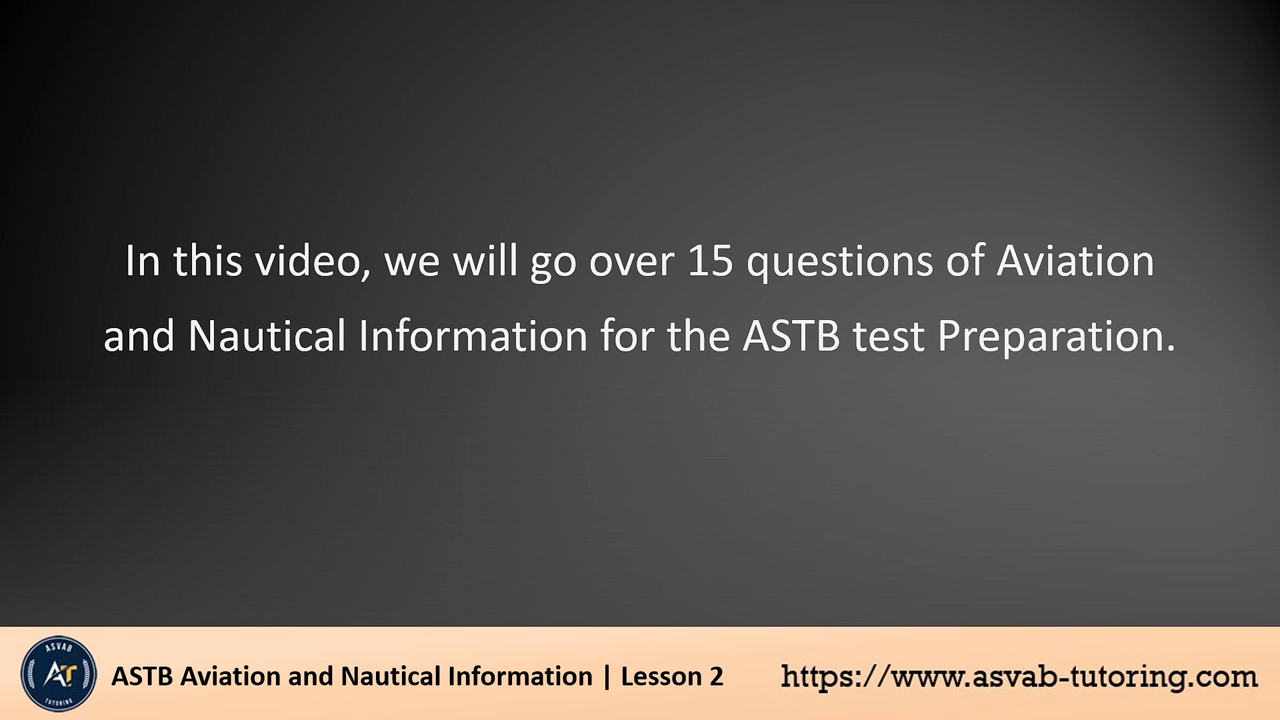 In this video, we will go over 15 questions of Aviation
and Nautical Information for the ASTB test Preparation.
ASVAB
AT
TUTORING
ASTB Aviation and Nautical Information | Lesson 2
https://www.asvab-tutoring.com